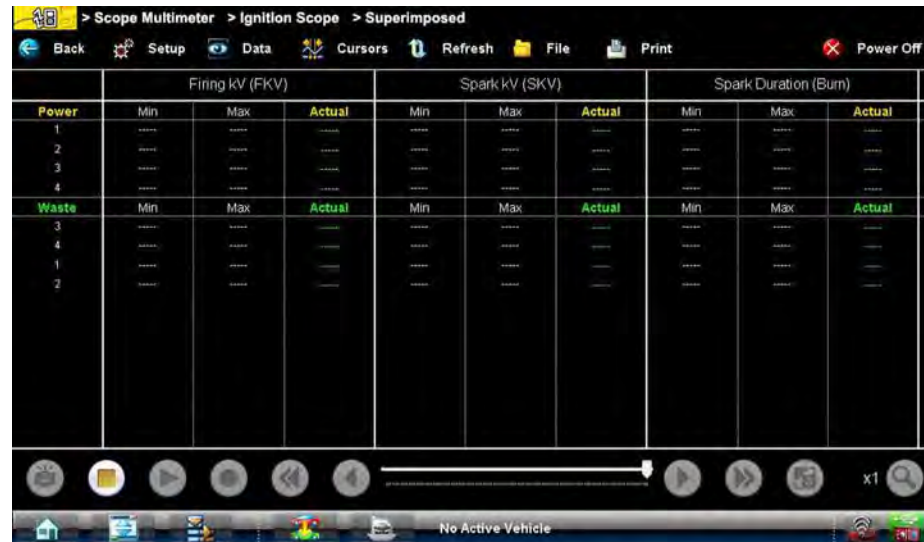 > Scope Multimeter > Ignition Scope > Superimposed
Back Setup Data Cursors Refresh File Print Power Off
Firing kV (FKV) Spark kV (SKV) Spark Duration (Burn)
Power Min Max Actual Min Max Actual Min Max Actual
1 ----- ----- ----- ----- ----- ----- ----- ----- -----
2 ----- ----- ----- ----- ----- ----- ----- ----- -----
3 ----- ----- ----- ----- ----- ----- ----- ----- -----
4 ----- ----- ----- ----- ----- ----- ----- ----- -----
Waste Min Max Actual Min Max Actual Min Max Actual
3 ----- ----- ----- ----- ----- ----- ----- ----- -----
4 ----- ----- ----- ----- ----- ----- ----- ----- -----
1 ----- ----- ----- ----- ----- ----- ----- ----- -----
2 ----- ----- ----- ----- ----- ----- ----- ----- -----
x1
No Active Vehicle